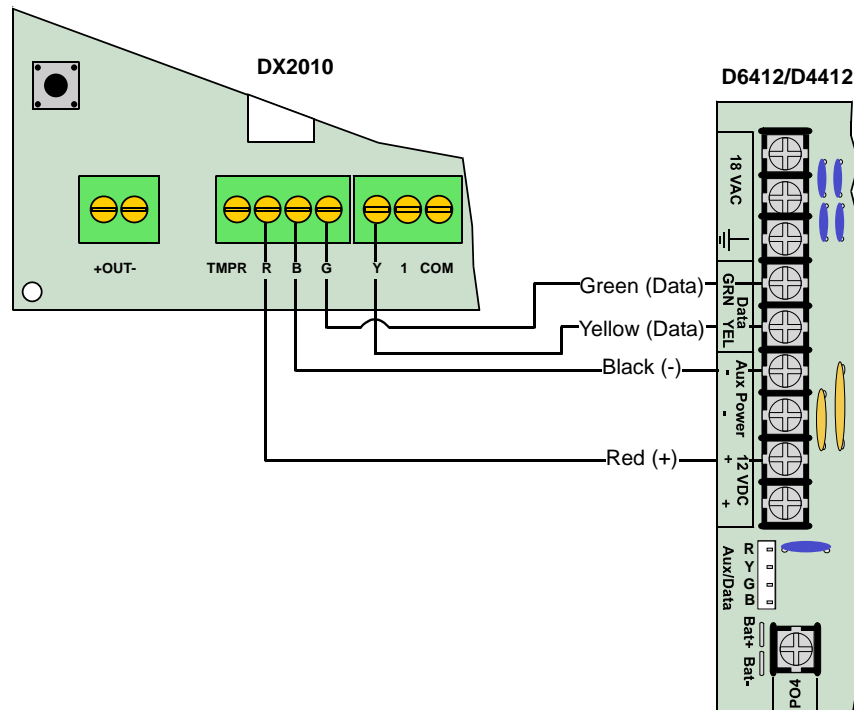 DX2010
D6412/D4412
+OUT-
TMPR R B G Y 1 COM
Green (Data)
Yellow (Data)
Black (-)
Red (+)
18 VAC
GRN Data YEL
- Aux Power -
+ 12 VDC +
R
Y
G
B
Aux/Data
Bat+ Bat-
PO4